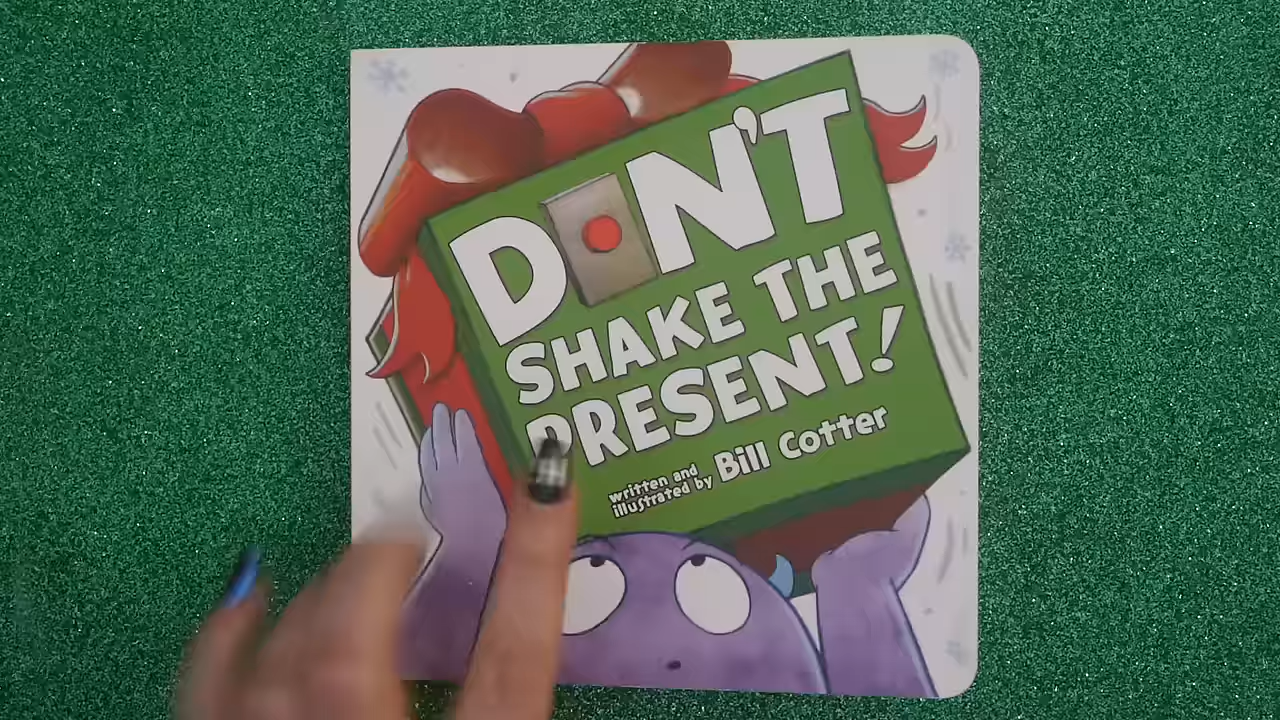 DON'T
SHAKE THE
PRESENT!
written and
illustrated by Bill Cotter